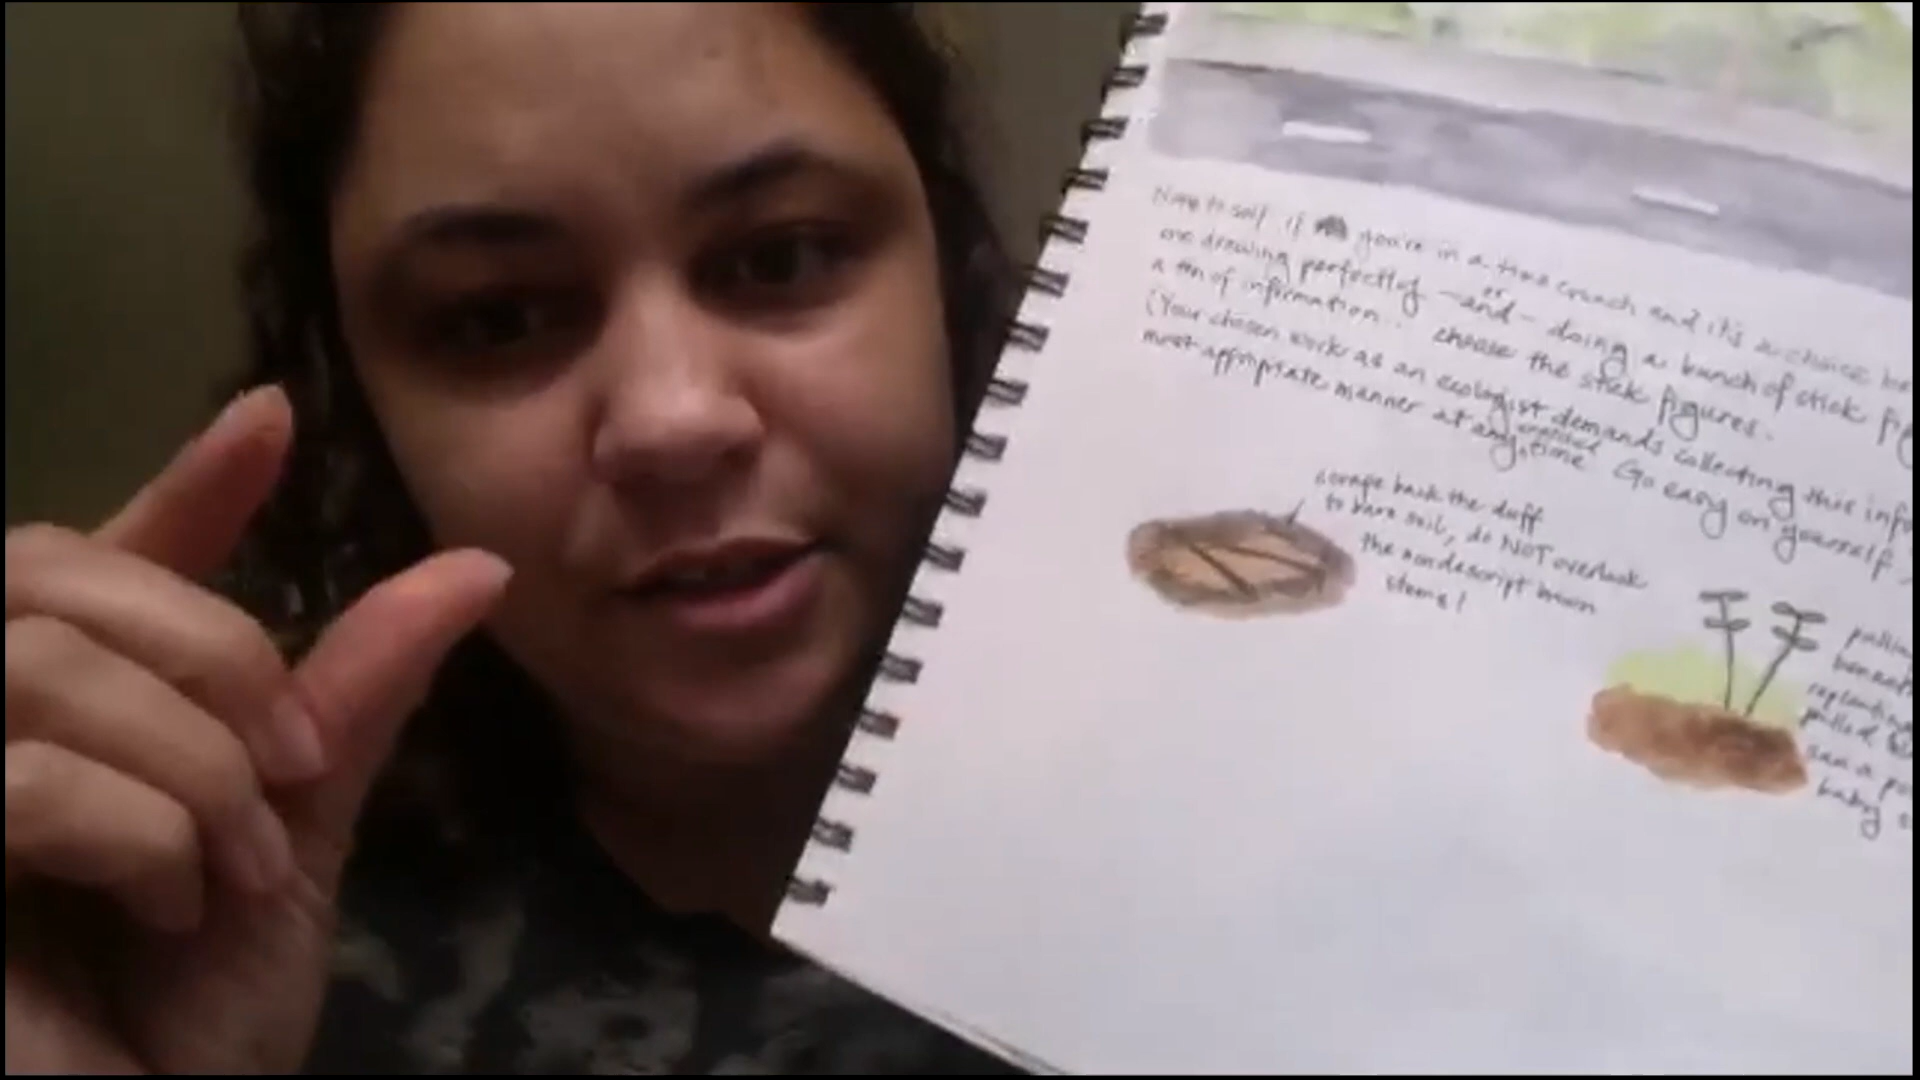 Note to self if you're in a time crunch and it's a choice
one drawing perfectly -and- or doing a bunch of stick
a ton of information.. choose the stick figures.
(Your chosen work as an ecologist demands collecting this
most appropriate manner at any time. Go easy on yourself
scrape back the duff
to bare soil, do NOT overlook
the nondescript brown
stems!
pulled
baby